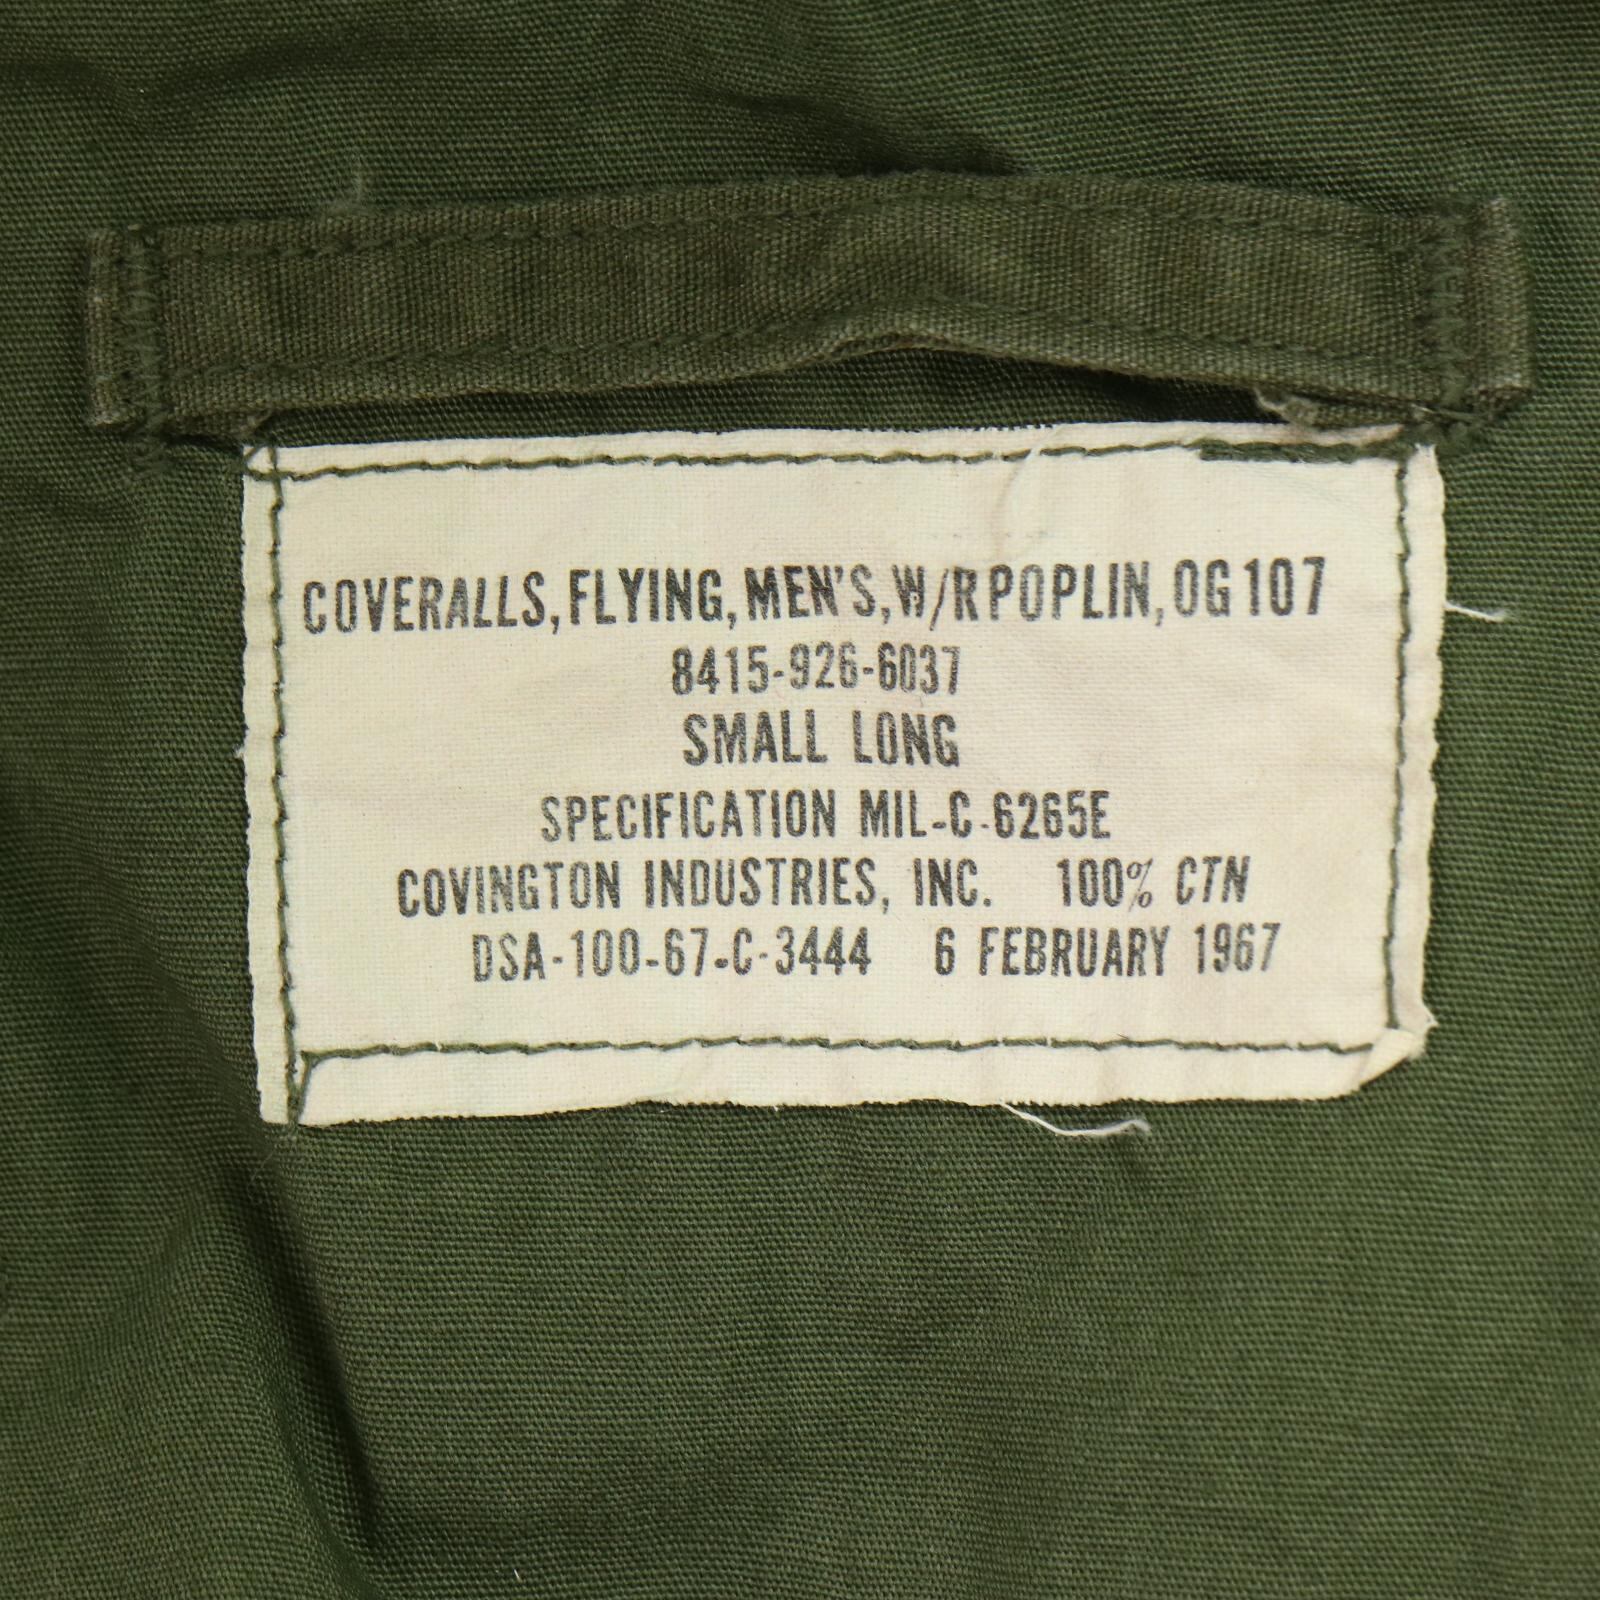 COVERALLS, FLYING, MEN'S, W/R POPLIN, OG 107
8415-926-6037
SMALL LONG
SPECIFICATION MIL-C-6265E
COVINGTON INDUSTRIES, INC. 100% CTN
DSA-100-67-C-3444 6 FEBRUARY 1967